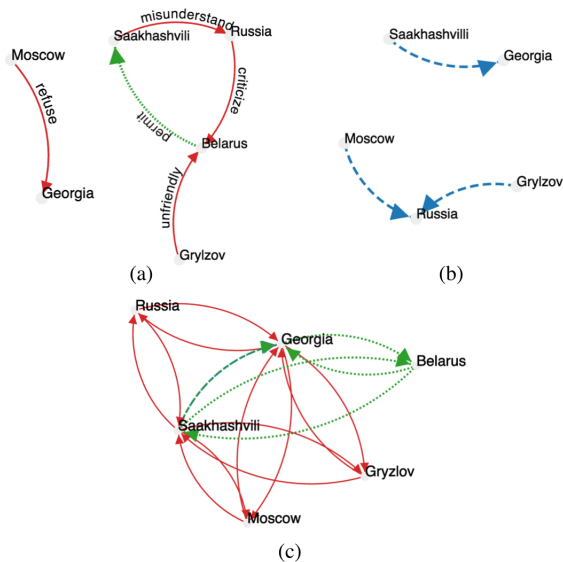 misunderstand
Saakhashvili
Russia
Moscow
refuse
criticize
permit
Belarus
unfriendly
Georgia
Grylzov
(a)
Saakhashvilli
Georgia
Moscow
Grylzov
Russia
(b)
Russia
Georgia
Belarus
Saakhashvili
Gryzlov
Moscow
(c)